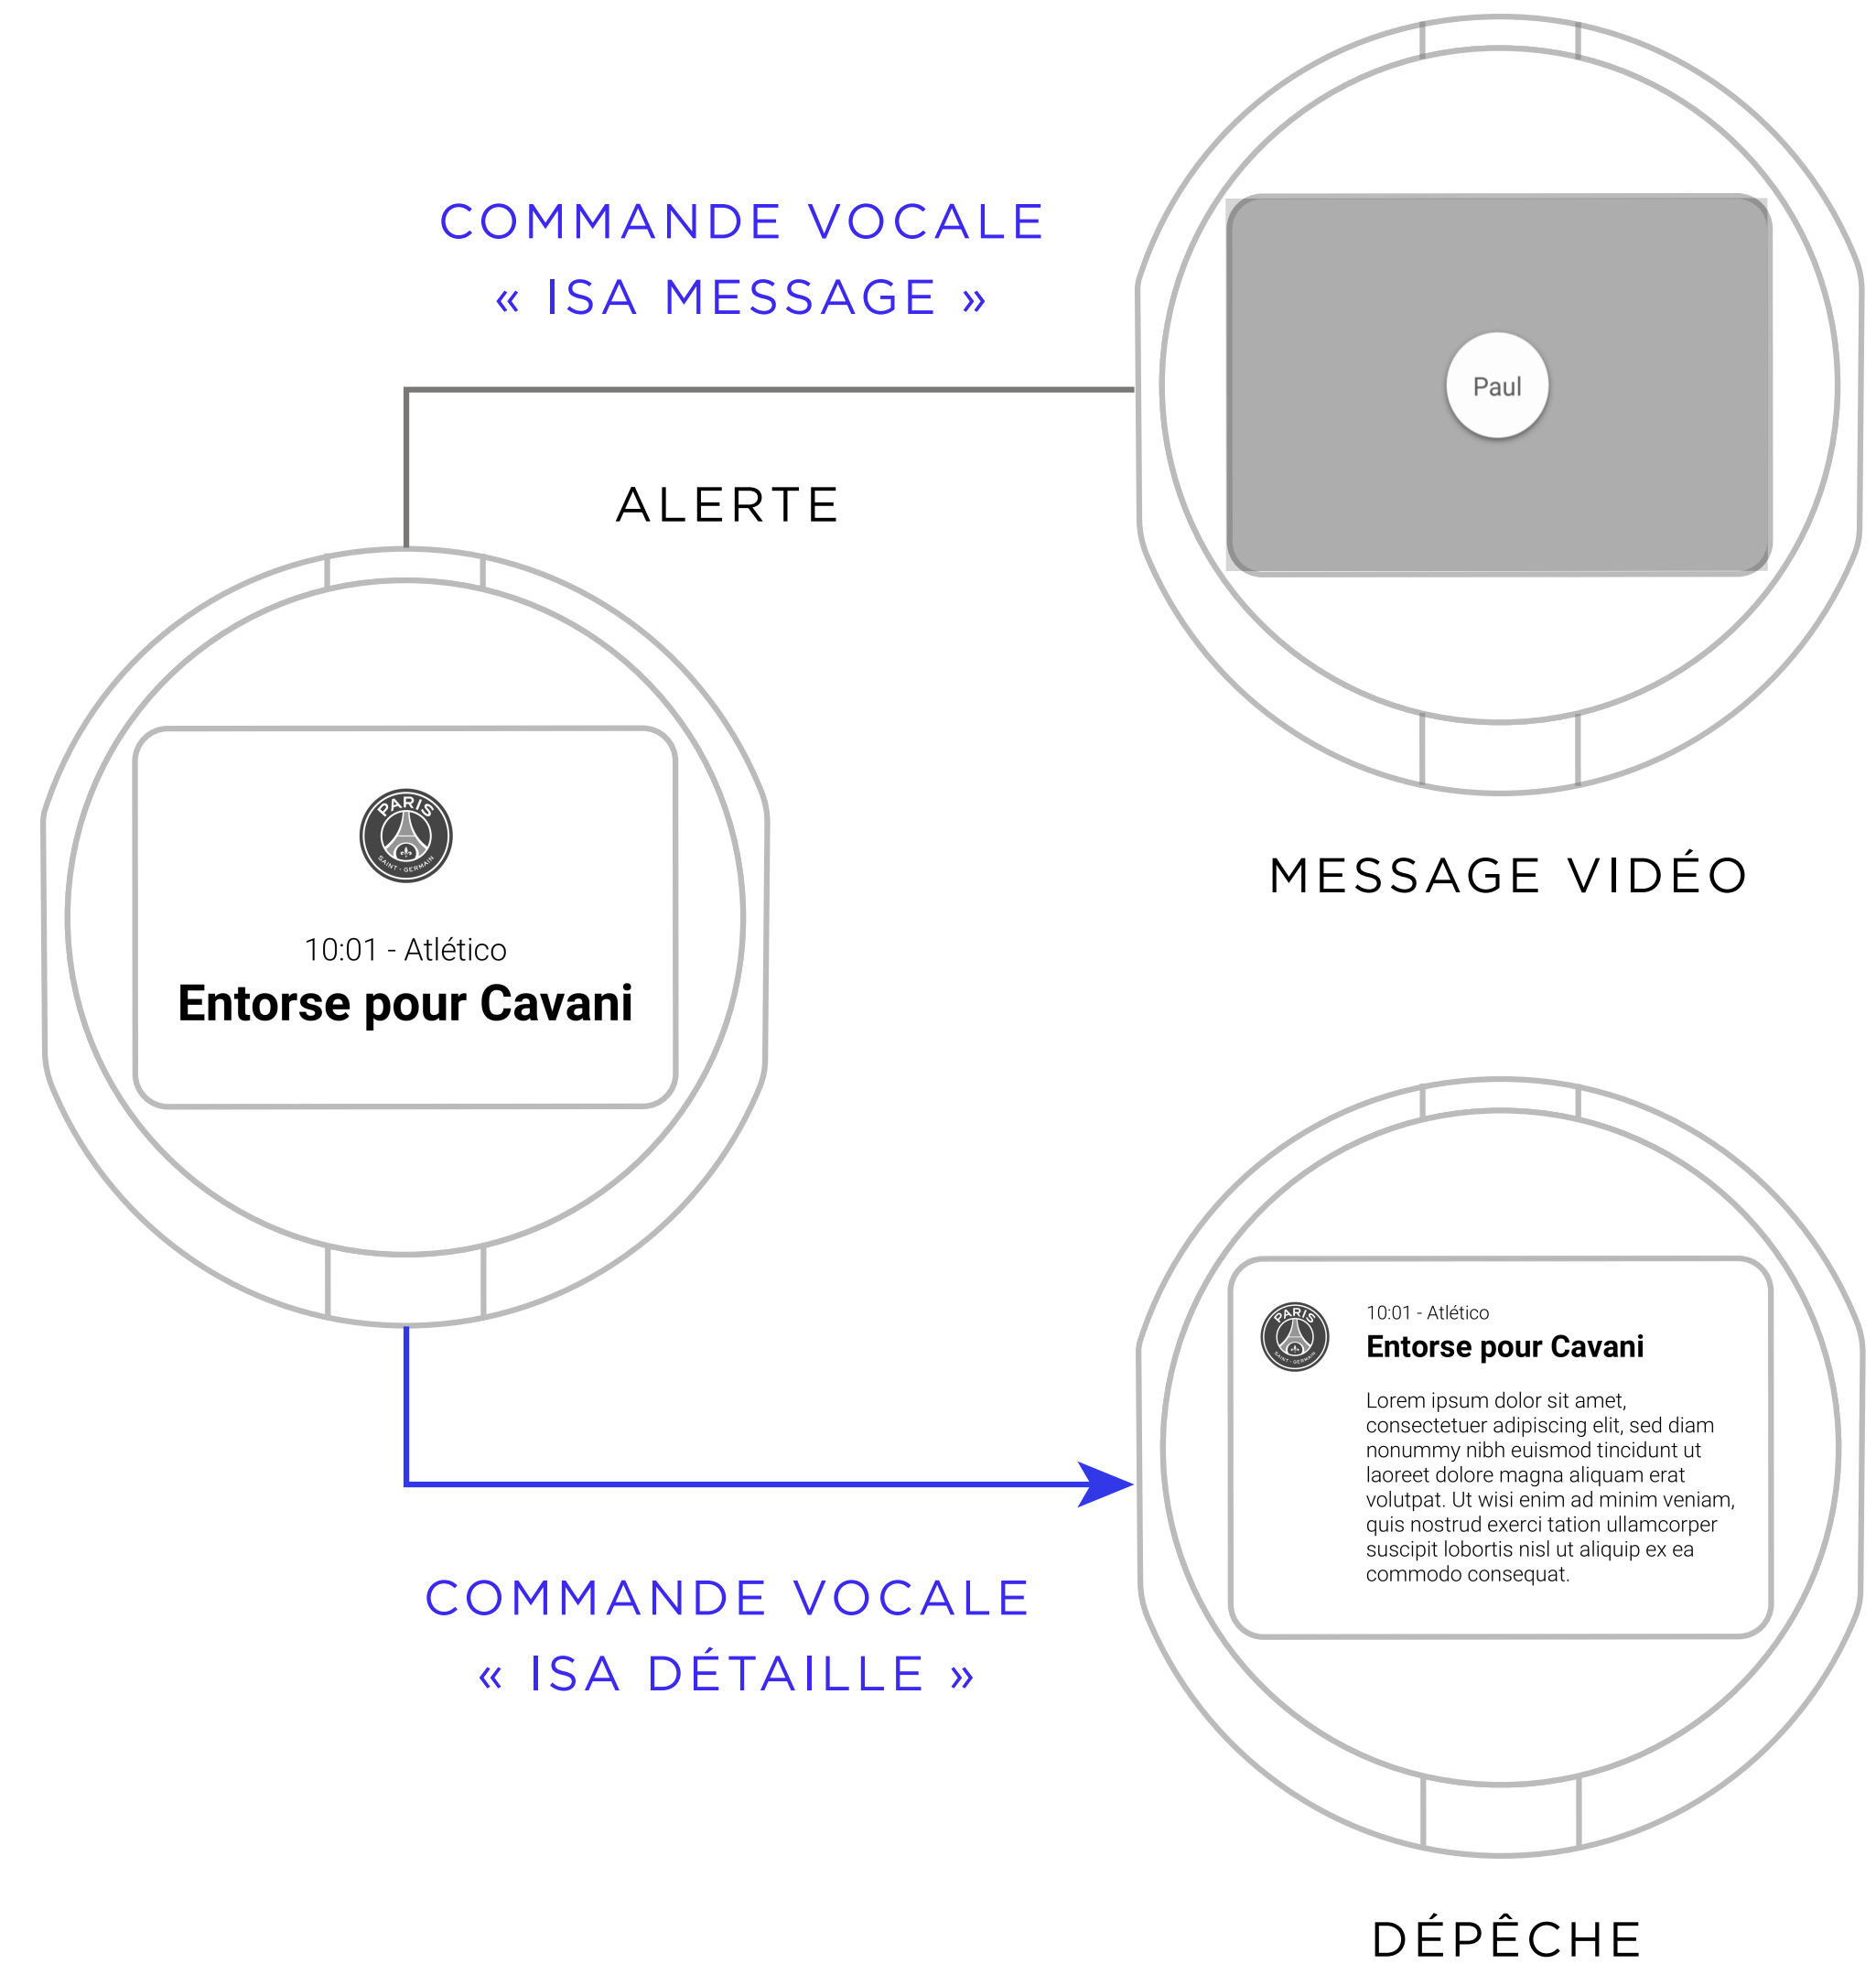 COMMANDE VOCALE
« ISA MESSAGE »
Paul
ALERTE
MESSAGE VIDÉO
PARIS
SAINT - GERMAIN
10:01 - Atlético
Entorse pour Cavani
PARIS
SAINT - GERMAIN
10:01 - Atlético
Entorse pour Cavani
Lorem ipsum dolor sit amet,
consectetuer adipiscing elit, sed diam
nonummy nibh euismod tincidunt ut
laoreet dolore magna aliquam erat
volutpat. Ut wisi enim ad minim veniam,
quis nostrud exerci tation ullamcorper
suscipit lobortis nisl ut aliquip ex ea
commodo consequat.
COMMANDE VOCALE
« ISA DÉTAILLE »
DÉPÊCHE